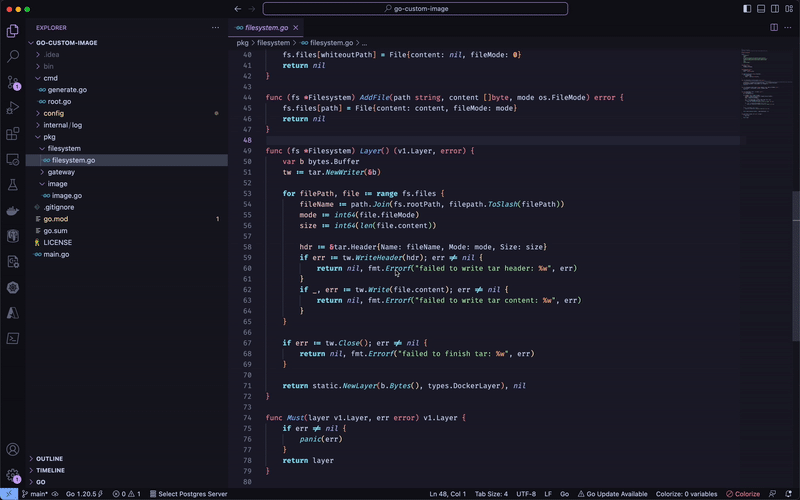 go-custom-image
EXPLORER
GO-CUSTOM-IMAGE
.idea
bin
cmd
generate.go
root.go
config
internal/log
pkg
filesystem
filesystem.go
gateway
image
image.go
.gitignore
go.mod 1
go.sum
LICENSE
main.go
OUTLINE
TIMELINE
GO
filesystem.go
pkg > filesystem > filesystem.go > ...
40 fs.files[whiteoutPath] = File{content: nil, fileMode: 0}
41 return nil
42 }
43
44 func (fs *Filesystem) AddFile(path string, content []byte, mode os.FileMode) error {
45 fs.files[path] = File{content: content, fileMode: mode}
46 return nil
47 }
48
49 func (fs *Filesystem) Layer() (v1.Layer, error) {
50 var b bytes.Buffer
51 tw := tar.NewWriter(&b)
52
53 for filePath, file := range fs.files {
54 fileName := path.Join(fs.rootPath, filepath.ToSlash(filePath))
55 mode := int64(file.fileMode)
56 size := int64(len(file.content))
57
58 hdr := &tar.Header{Name: fileName, Mode: mode, Size: size}
59 if err := tw.WriteHeader(hdr); err ≠ nil {
60 return nil, fmt.Errorf("failed to write tar header: %w", err)
61 }
62 if _, err := tw.Write(file.content); err ≠ nil {
63 return nil, fmt.Errorf("failed to write tar content: %w", err)
64 }
65 }
66
67 if err := tw.Close(); err ≠ nil {
68 return nil, fmt.Errorf("failed to finish tar: %w", err)
69 }
70
71 return static.NewLayer(b.Bytes(), types.DockerLayer), nil
72 }
73
74 func Must(layer v1.Layer, err error) v1.Layer {
75 if err ≠ nil {
76 panic(err)
77 }
78 return layer
79 }
80
main* Go 1.20.5 0 1 Select Postgres Server Ln 48, Col 1 Tab Size: 4 UTF-8 LF Go Go Update Available Colorize: 0 variables Colorize